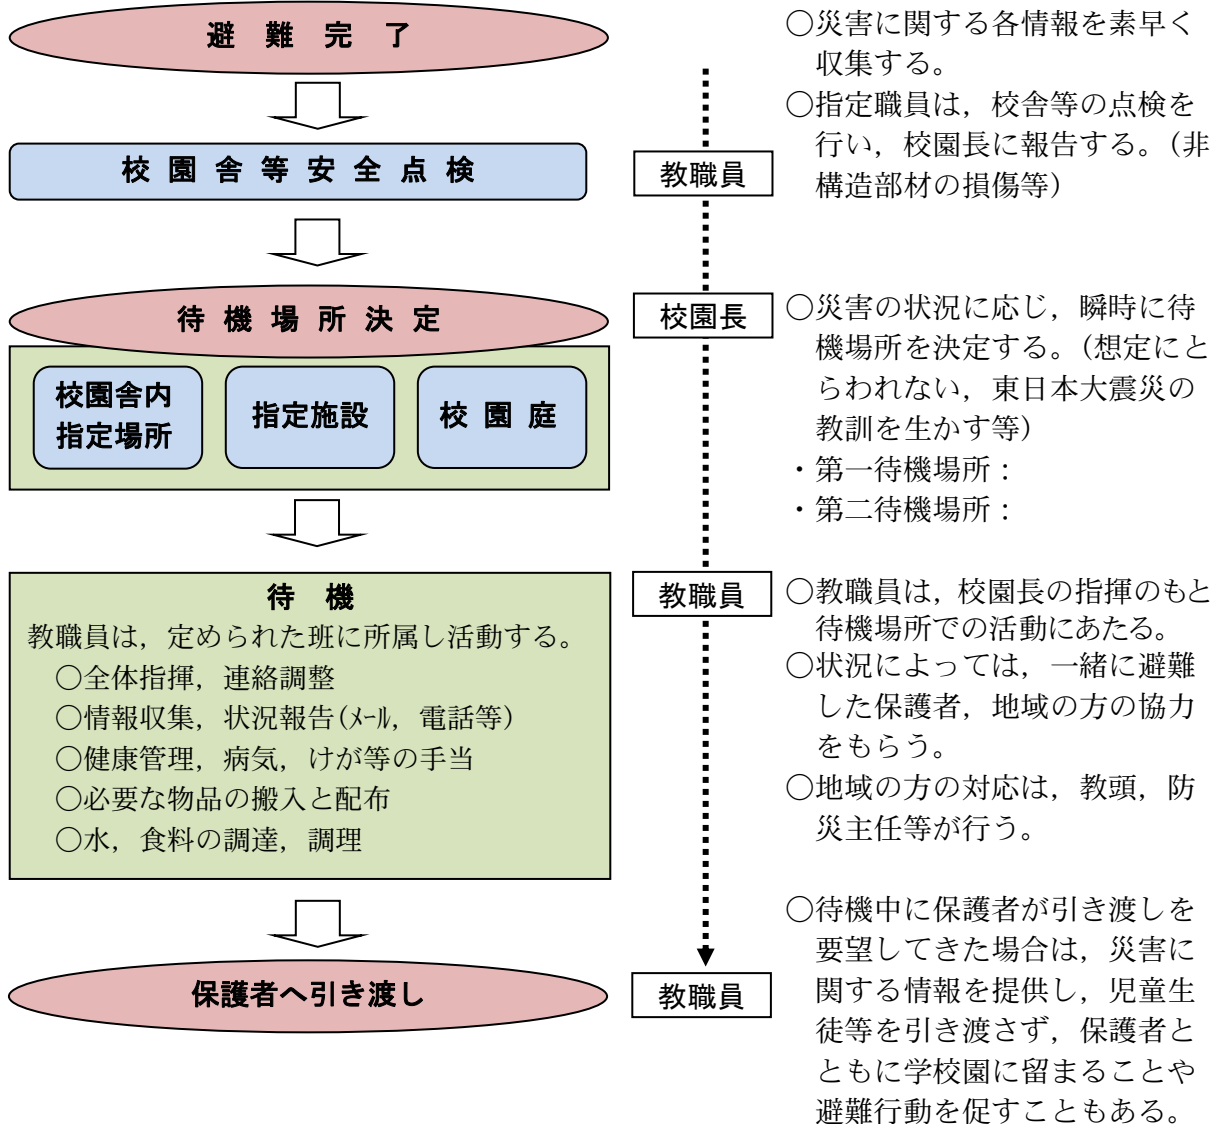 避難完了
校園舎等安全点検
待機場所決定
校園舎内
指定場所
指定施設
校園庭
待機
教職員は，定められた班に所属し活動する。
○全体指揮，連絡調整
○情報収集，状況報告(ﾒｰﾙ，電話等)
○健康管理，病気，けが等の手当
○必要な物品の搬入と配布
○水，食料の調達，調理
保護者へ引き渡し
教職員
校園長
教職員
教職員
○災害に関する各情報を素早く
収集する。
○指定職員は，校舎等の点検を
行い，校園長に報告する。(非
構造部材の損傷等)
○災害の状況に応じ，瞬時に待
機場所を決定する。(想定にと
らわれない，東日本大震災の
教訓を生かす等)
・第一待機場所：
・第二待機場所：
○教職員は，校園長の指揮のもと
待機場所での活動にあたる。
○状況によっては，一緒に避難
した保護者，地域の方の協力
をもらう。
○地域の方の対応は，教頭，防
災主任等が行う。
○待機中に保護者が引き渡しを
要望してきた場合は，災害に
関する情報を提供し，児童生
徒等を引き渡さず，保護者と
ともに学校園に留まることや
避難行動を促すこともある。